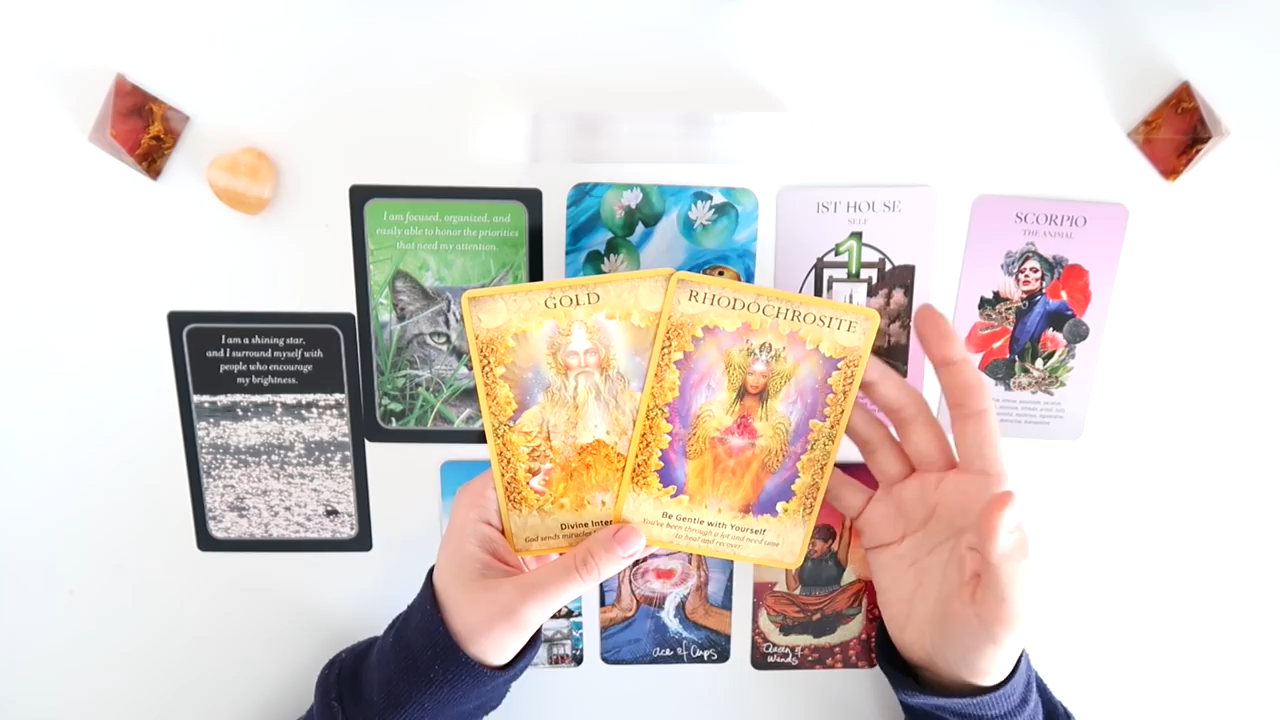 I am focused, organized, and
easily able to honor the priorities
that need my attention.
1ST HOUSE
SELF
1
SCORPIO
THE ANIMAL
I am a shining star,
and I surround myself with
people who encourage
my brightness.
GOLD
Divine Inter
God sends miracles
RHODOCHROSITE
Be Gentle with Yourself
You've been through a lot and need time
to heal and recover.
Ace of Cups
Queen of
Wands